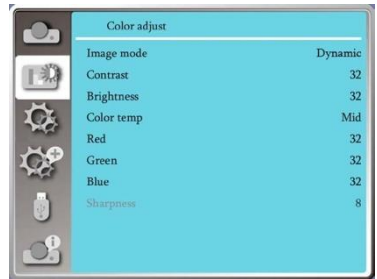 Color adjust
Image mode Dynamic
Contrast 32
Brightness 32
Color temp Mid
Red 32
Green 32
Blue 32
Sharpness 8